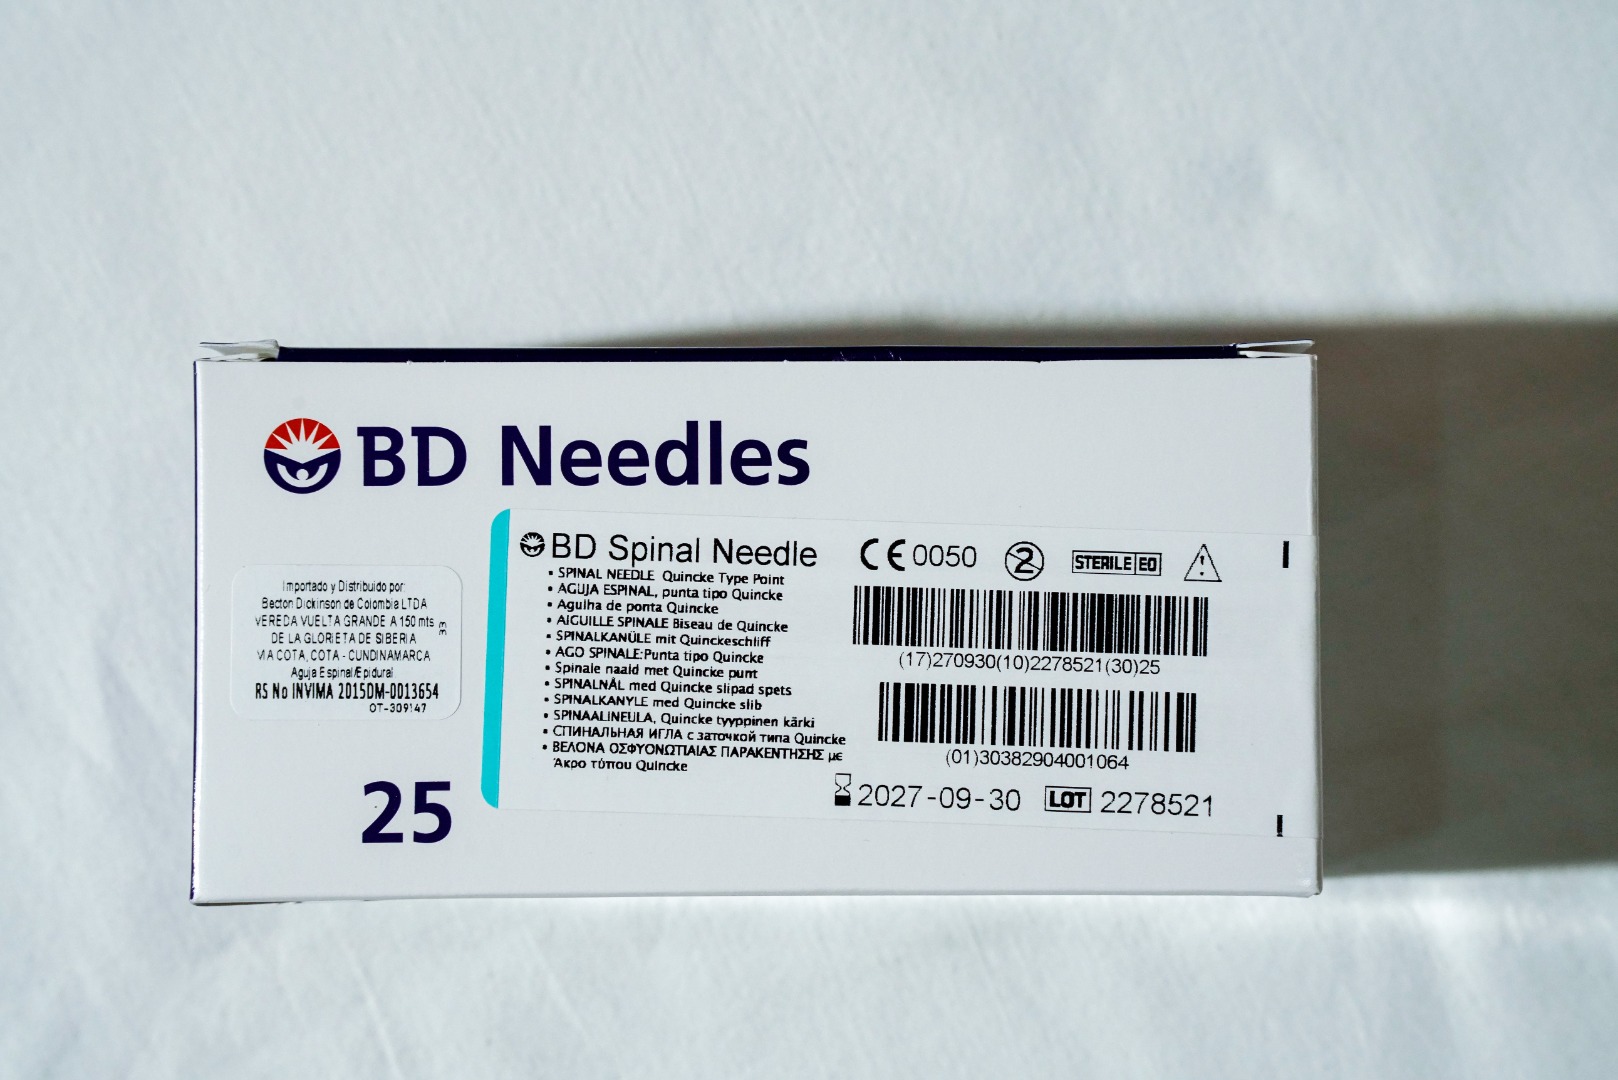 BD Needles
BD Spinal Needle
• SPINAL NEEDLE Quincke Type Point
• AGUJA ESPINAL, punta tipo Quincke
• Agulha de ponta Quincke
• AIGUILLE SPINALE Biseau de Quincke
• SPINALKANÜLE mit Quinckeschliff
• AGO SPINALE:Punta tipo Quincke
• Spinale naald met Quincke punt
• SPINALNÅL med Quincke slipad spets
• SPINALKANYLE med Quincke slib
• SPINAALINEULA, Quincke tyyppinen kärki
• СПИНАЛЬНАЯ ИГЛА с заточкой типа Quincke
• ΒΕΛΟΝΑ ΟΣΦΥΟΝΩΤΙΑΙΑΣ ΠΑΡΑΚΕΝΤΗΣΗΣ με
Άκρο τύπου Quincke
CE 0050
2
STERILE EO
!
(17)270930(10)2278521(30)25
(01)30382904001064
2027-09-30
LOT 2278521
Importado y Distribuido por:
Becton Dickinson de Colombia LTDA
VEREDA VUELTA GRANDE A 150 mts
DE LA GLORIETA DE SIBERIA
VIA COTA, COTA - CUNDINAMARCA
Aguja Espinal/Epidural
RS No INVIMA 2015DM-0013654
OT-309147
25